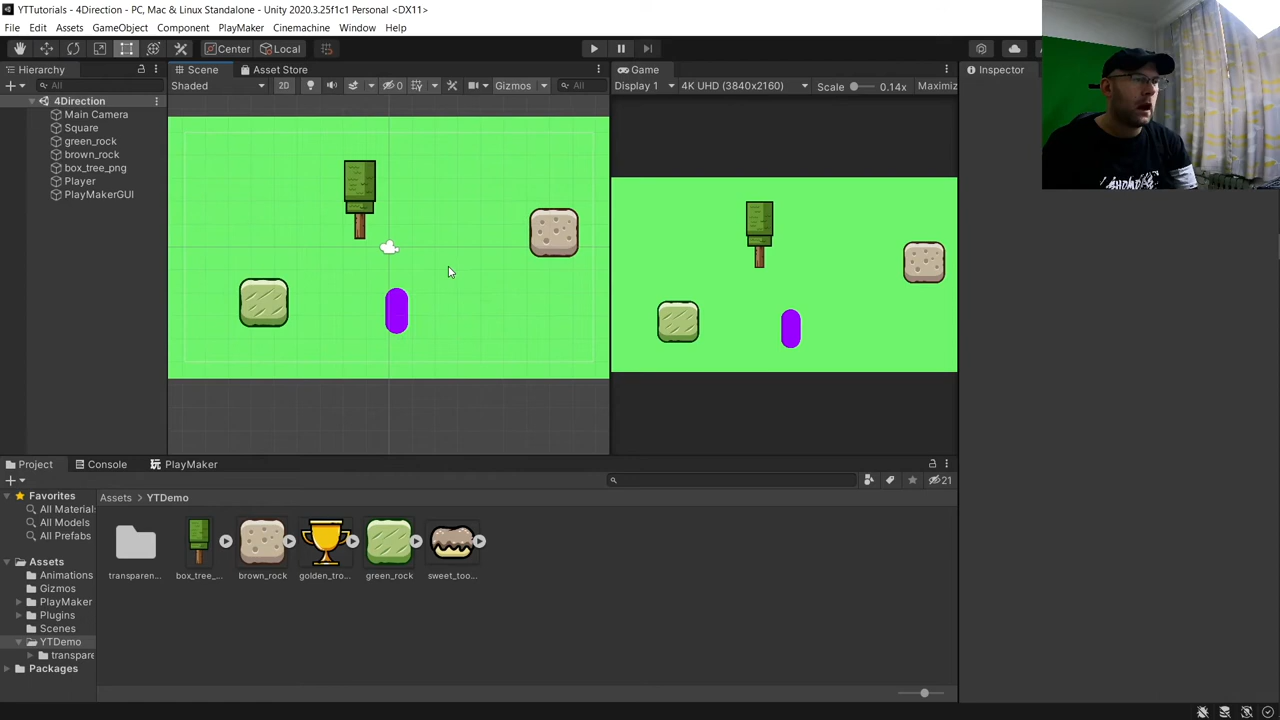 YTTutorials - 4Direction - PC, Mac & Linux Standalone - Unity 2020.3.25f1c1 Personal <DX11>
File Edit Assets GameObject Component PlayMaker Cinemachine Window Help
Center Local
Hierarchy
Scene
Asset Store
Game
Inspector
All
Shaded
2D
0
Gizmos
All
Display 1
4K UHD (3840x2160)
Scale
0.14x
Maximiz
4Direction
Main Camera
Square
green_rock
brown_rock
box_tree_png
Player
PlayMakerGUI
Project
Console
PlayMaker
21
Favorites
All Material
All Models
All Prefabs
Assets
Animations
Gizmos
PlayMaker
Plugins
Scenes
YTDemo
transpare
Packages
Assets > YTDemo
transparen...
box_tree_...
brown_rock
golden_tro...
green_rock
sweet_too...